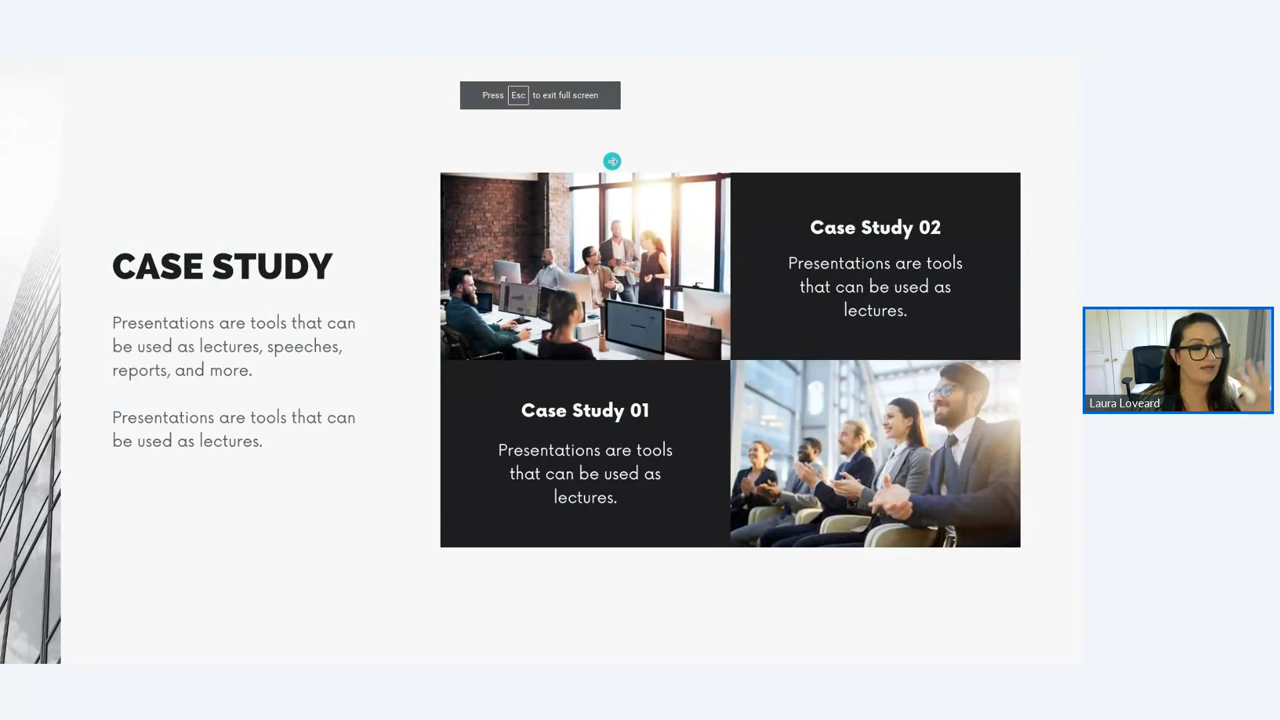 Press Esc to exit full screen
CASE STUDY
Presentations are tools that can
be used as lectures, speeches,
reports, and more.
Presentations are tools that can
be used as lectures.
Case Study 02
Presentations are tools
that can be used as
lectures.
Case Study 01
Presentations are tools
that can be used as
lectures.
Laura Loveard